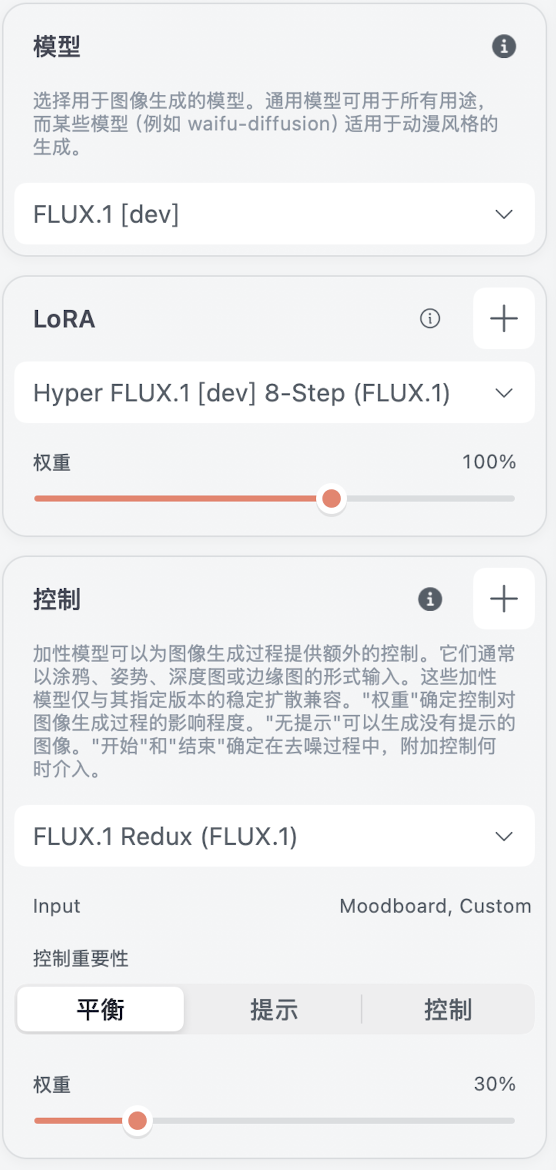 模型
选择用于图像生成的模型。通用模型可用于所有用途，
而某些模型 (例如 waifu-diffusion) 适用于动漫风格的
生成。
FLUX.1 [dev]
LoRA
Hyper FLUX.1 [dev] 8-Step (FLUX.1)
权重 100%
控制
加性模型可以为图像生成过程提供额外的控制。它们通常
以涂鸦、姿势、深度图或边缘图的形式输入。这些加性
模型仅与其指定版本的稳定扩散兼容。"权重"确定控制对
图像生成过程的影响程度。"无提示"可以生成没有提示的
图像。"开始"和"结束"确定在去噪过程中，附加控制何
时介入。
FLUX.1 Redux (FLUX.1)
Input Moodboard, Custom
控制重要性
平衡 提示 控制
权重 30%